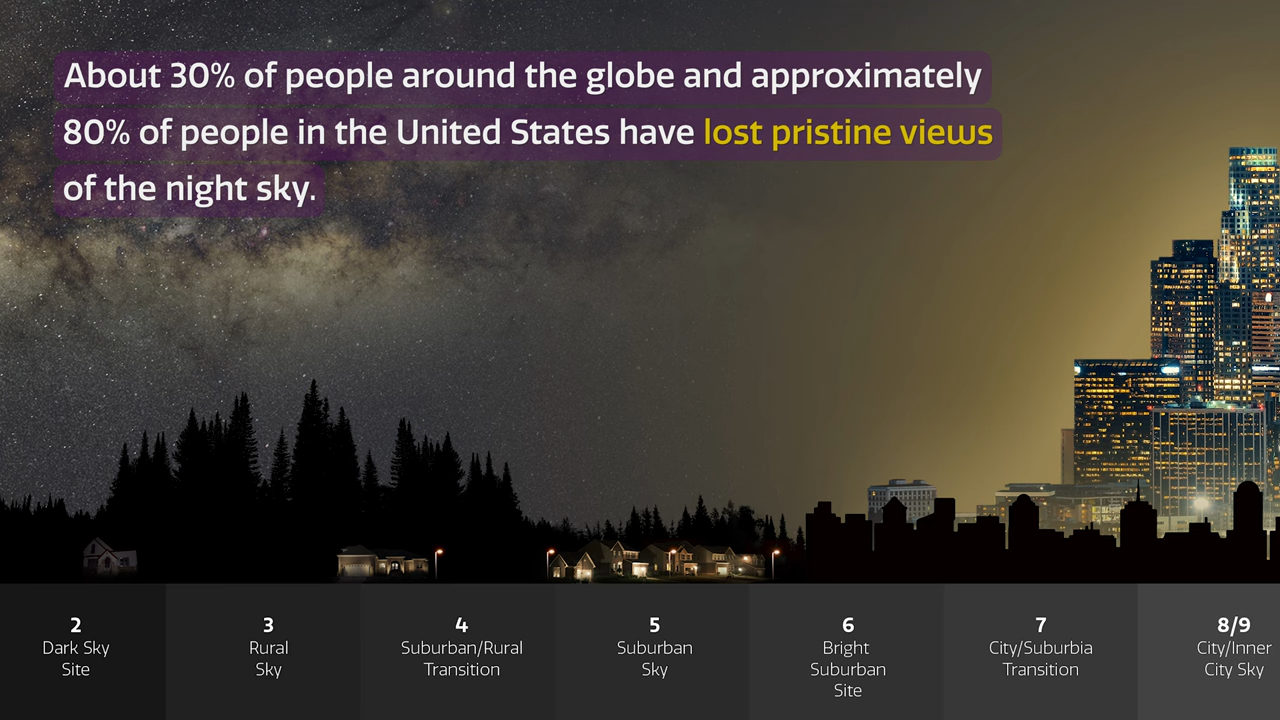 About 30% of people around the globe and approximately
80% of people in the United States have lost pristine views
of the night sky.
2
Dark Sky
Site
3
Rural
Sky
4
Suburban/Rural
Transition
5
Suburban
Sky
6
Bright
Suburban
Site
7
City/Suburbia
Transition
8/9
City/Inner
City Sky